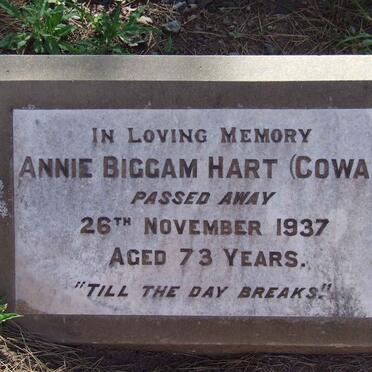 IN LOVING MEMORY
ANNIE BIGGAM HART (COWA
PASSED AWAY
26TH NOVEMBER 1937
AGED 73 YEARS.
"TILL THE DAY BREAKS."